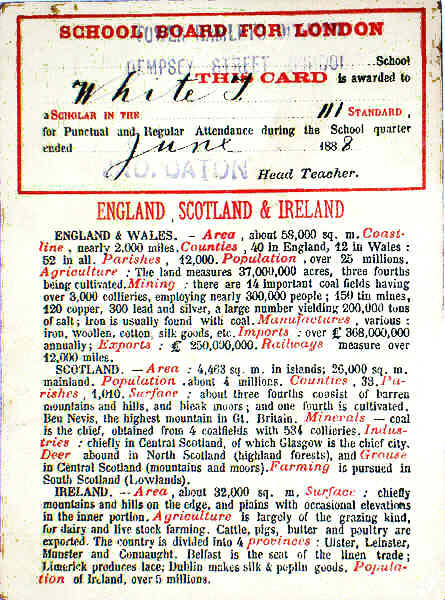 SCHOOL BOARD FOR LONDON
TOWER HAMLETS
DEMPSEY STREET SCHOOL School
THIS CARD is awarded to
White T.
a SCHOLAR IN THE III STANDARD,
for Punctual and Regular Attendance during the School quarter
ended June 1888
GEO. DATON
Head Teacher.
ENGLAND, SCOTLAND & IRELAND
ENGLAND & WALES. – Area, about 58,000 sq. m. Coast-
line, nearly 2,000 miles. Counties, 40 in England, 12 in Wales :
52 in all. Parishes, 12,000. Population, over 25 millions.
Agriculture : The land measures 37,000,000 acres, three fourths
being cultivated. Mining : there are 14 important coal fields having
over 3,000 collieries, employing nearly 300,000 people ; 150 tin mines,
120 copper, 300 lead and silver, a large number yielding 200,000 tons
of salt ; iron is usually found with coal. Manufactures, various :
iron, woollen, cotton, silk goods, etc. Imports : over £ 368,000,000
annually ; Exports : £ 250,000,000. Railways measure over
12,000 miles.
SCOTLAND. – Area : 4,463 sq. m. in islands ; 26,000 sq. m.
mainland. Population, about 4 millions. Counties, 33. Pa-
rishes, 1,010. Surface : about three fourths consist of barren
mountains and hills, and bleak moors ; and one fourth is cultivated.
Ben Nevis, the highest mountain in Gt. Britain. Minerals – coal
is the chief, obtained from 4 coalfields with 534 collieries. Indus-
tries : chiefly in Central Scotland, of which Glasgow is the chief city.
Deer abound in North Scotland (highland forests), and Grouse
in Central Scotland (mountains and moors). Farming is pursued in
South Scotland (Lowlands).
IRELAND. – Area, about 32,000 sq. m. Surface : chiefly
mountains and hills on the edge, and plains with occasional elevations
in the inner portion. Agriculture is largely of the grazing kind,
for dairy and live stock farming. Cattle, pigs, butter and poultry are
exported. The country is divided into 4 provinces : Ulster, Leinster,
Munster and Connaught. Belfast is the seat of the linen trade ;
Limerick produces lace; Dublin makes silk & poplin goods. Popula-
tion of Ireland, over 5 millions.